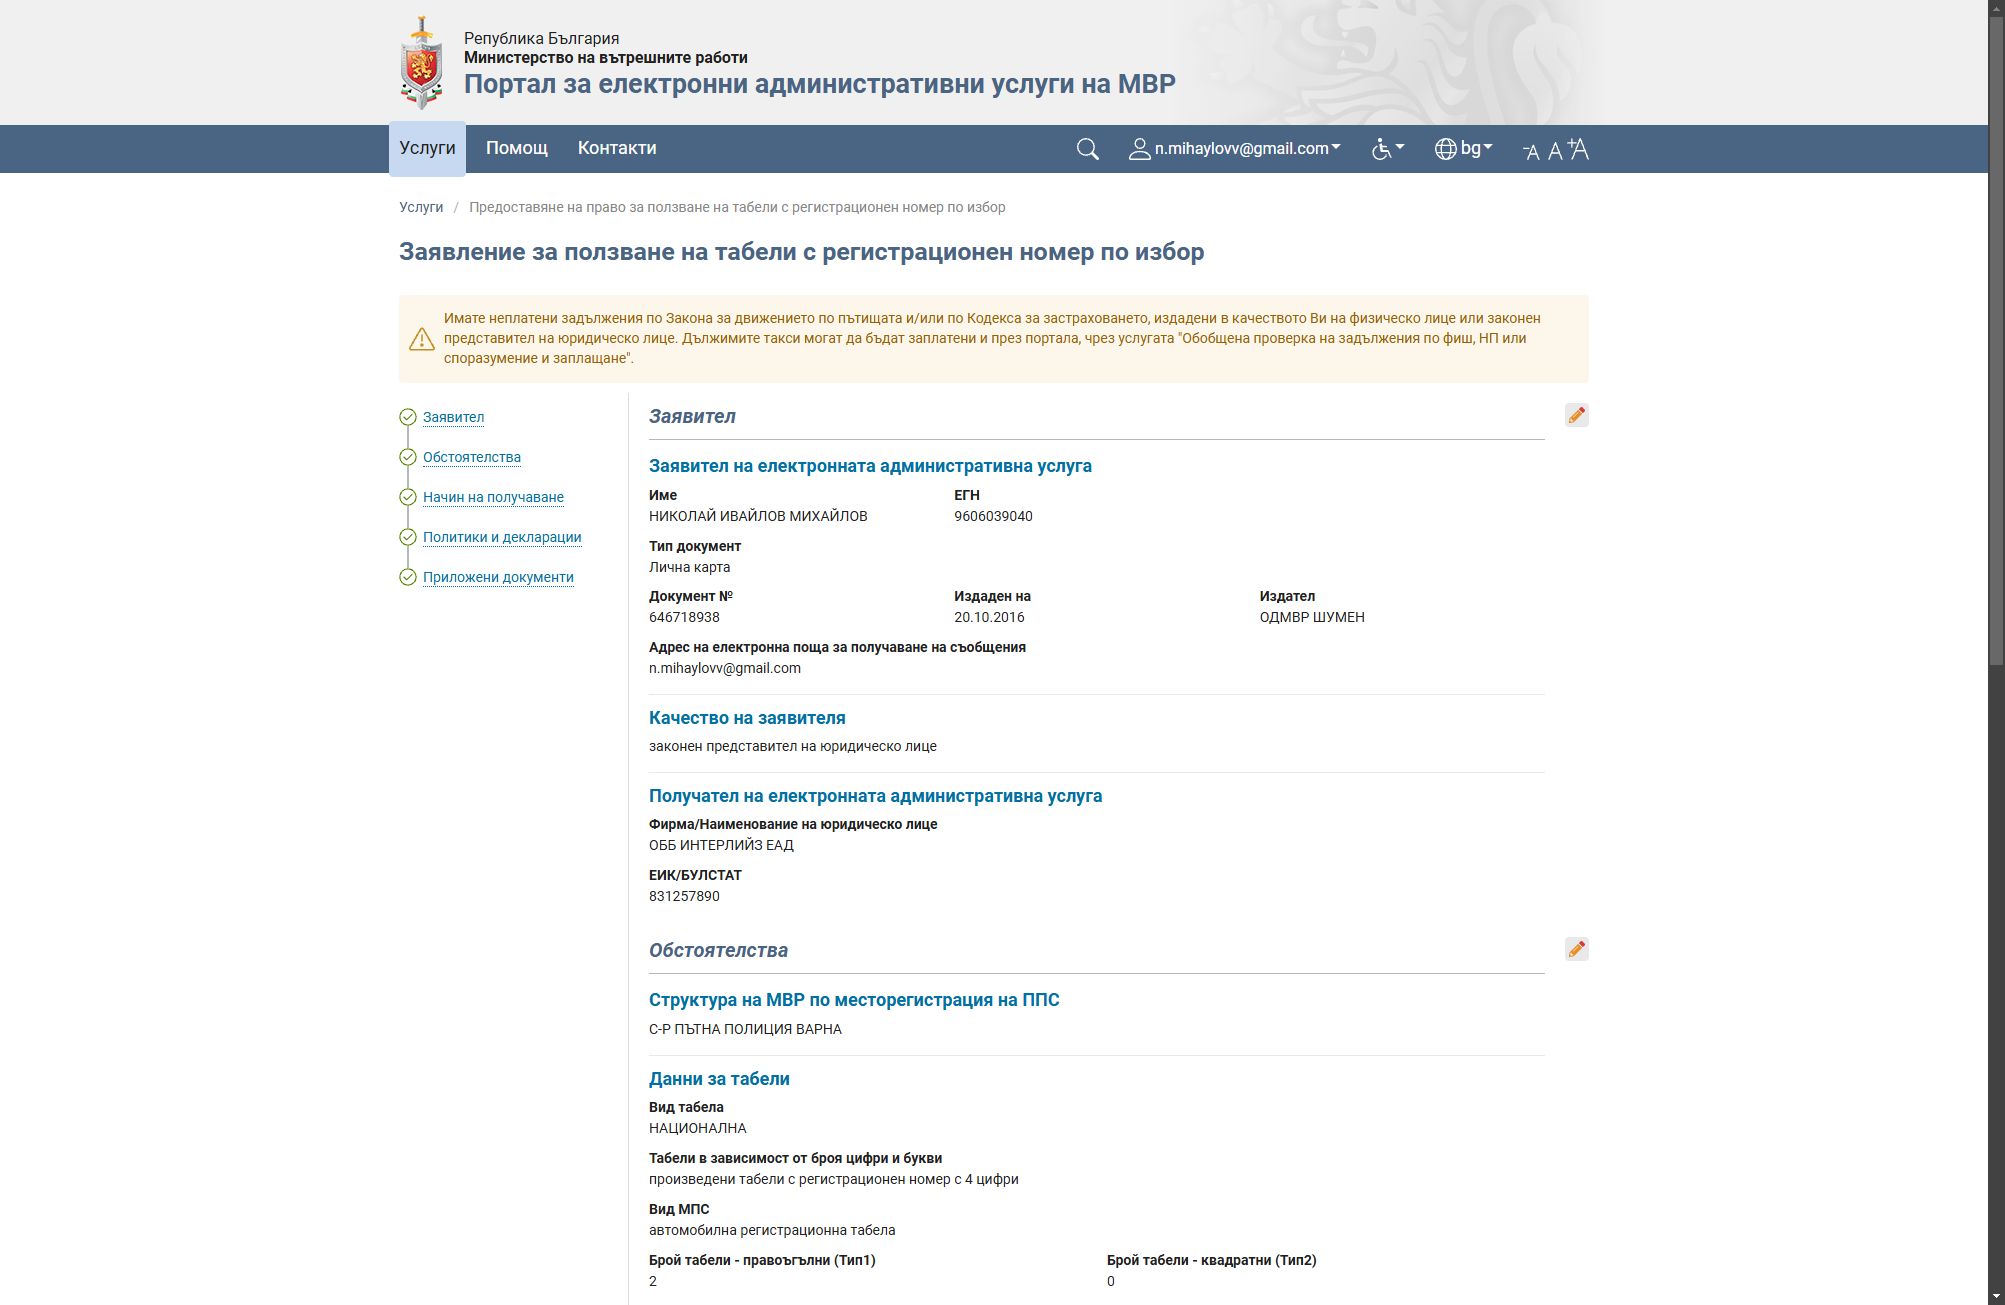 Република България
Министерство на вътрешните работи
Портал за електронни административни услуги на МВР
Услуги Помощ Контакти n.mihaylovv@gmail.com bg -A A +A
Услуги / Предоставяне на право за ползване на табели с регистрационен номер по избор
Заявление за ползване на табели с регистрационен номер по избор
Имате неплатени задължения по Закона за движението по пътищата и/или по Кодекса за застраховането, издадени в качеството Ви на физическо лице или законен
представител на юридическо лице. Дължимите такси могат да бъдат заплатени и през портала, чрез услугата "Обобщена проверка на задължения по фиш, НП или
споразумение и заплащане".
Заявител
Обстоятелства
Начин на получаване
Политики и декларации
Приложени документи
Заявител
Заявител на електронната административна услуга
Име ЕГН
НИКОЛАЙ ИВАЙЛОВ МИХАЙЛОВ 9606039040
Тип документ
Лична карта
Документ № Издаден на Издател
646718938 20.10.2016 ОДМВР ШУМЕН
Адрес на електронна поща за получаване на съобщения
n.mihaylovv@gmail.com
Качество на заявителя
законен представител на юридическо лице
Получател на електронната административна услуга
Фирма/Наименование на юридическо лице
ОББ ИНТЕРЛИЙЗ ЕАД
ЕИК/БУЛСТАТ
831257890
Обстоятелства
Структура на МВР по месторегистрация на ППС
С-Р ПЪТНА ПОЛИЦИЯ ВАРНА
Данни за табели
Вид табела
НАЦИОНАЛНА
Табели в зависимост от броя цифри и букви
произведени табели с регистрационен номер с 4 цифри
Вид МПС
автомобилна регистрационна табела
Брой табели - правоъгълни (Тип1) Брой табели - квадратни (Тип2)
2 0